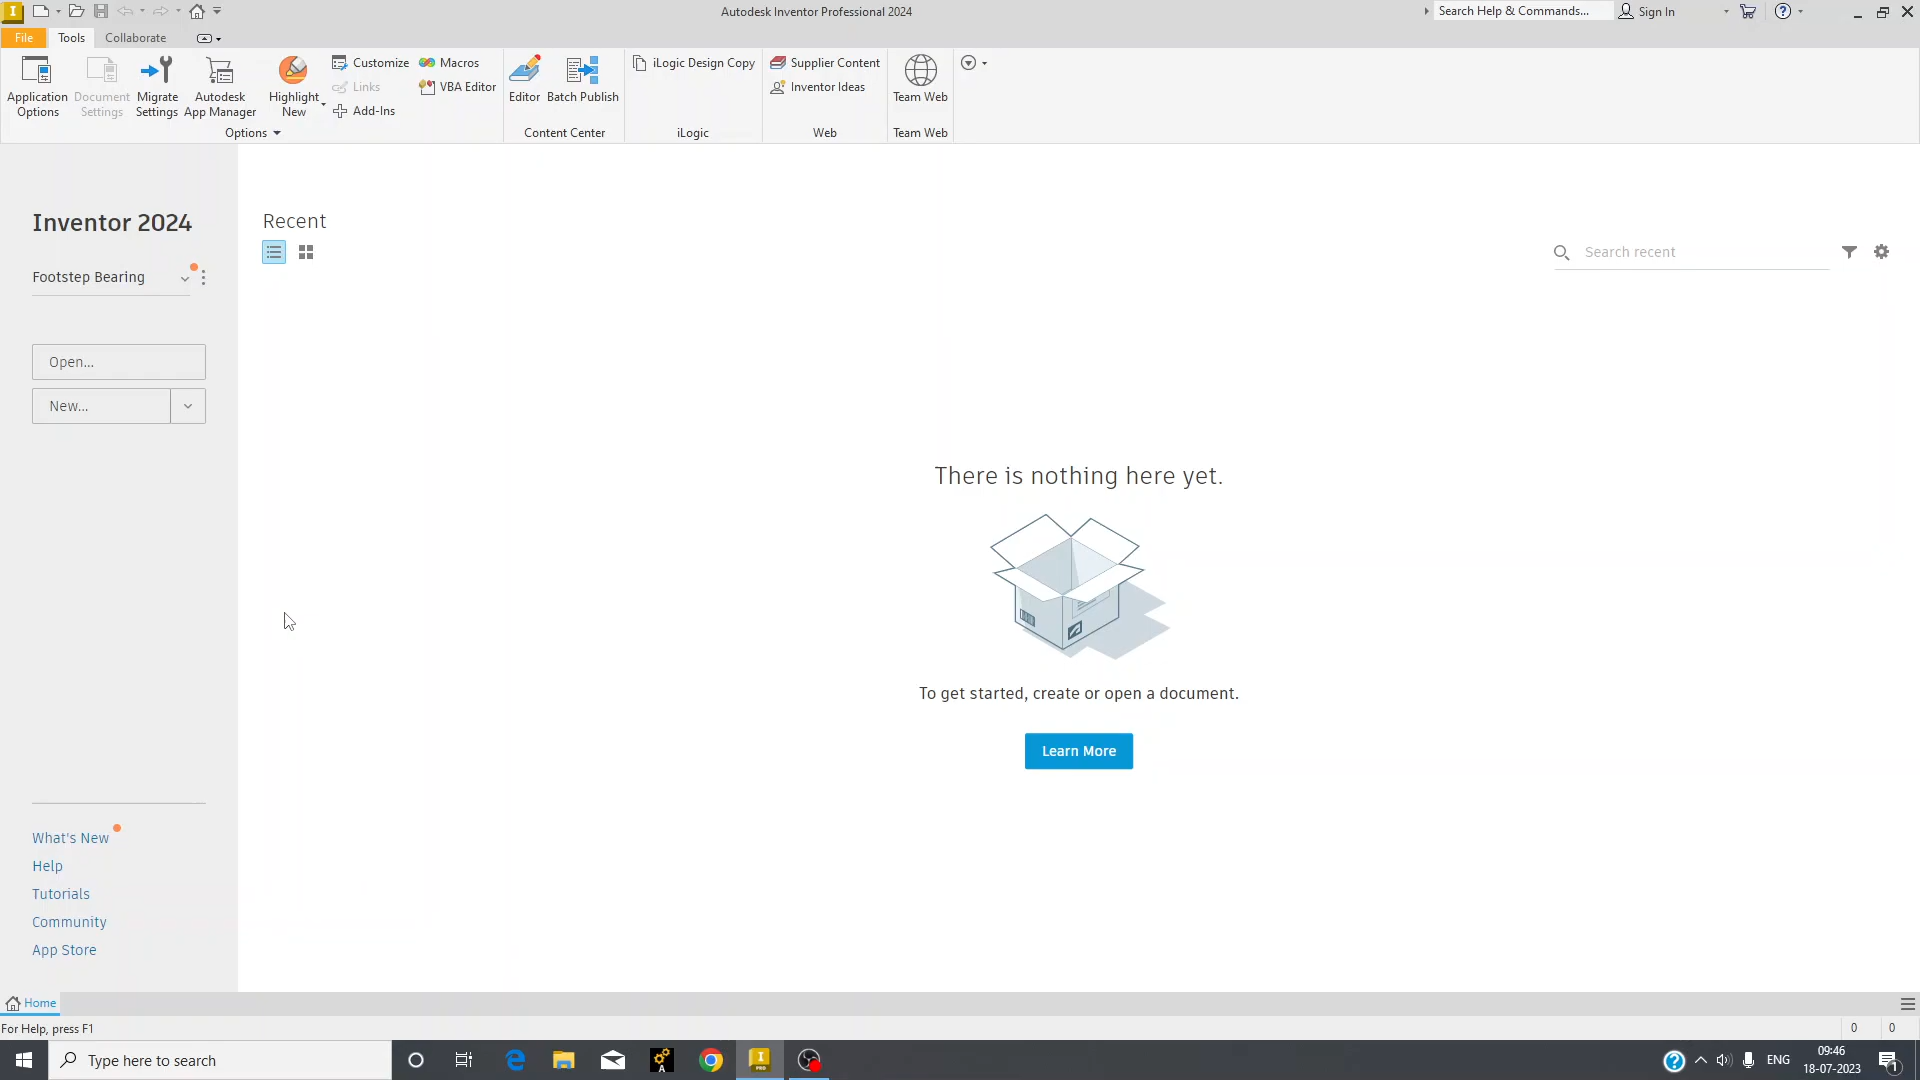 Autodesk Inventor Professional 2024
Search Help & Commands...
Sign In
File
Tools
Collaborate
Application
Options
Document
Settings
Migrate
Settings
Autodesk
App Manager
Highlight
New
Customize
Links
Add-Ins
Macros
VBA Editor
Editor
Batch Publish
iLogic Design Copy
Supplier Content
Inventor Ideas
Team Web
Options
Content Center
iLogic
Web
Team Web
Inventor 2024
Footstep Bearing
Open...
New...
Recent
Search recent
There is nothing here yet.
To get started, create or open a document.
Learn More
What's New
Help
Tutorials
Community
App Store
Home
For Help, press F1
0
0
Type here to search
ENG
09:46
18-07-2023
1